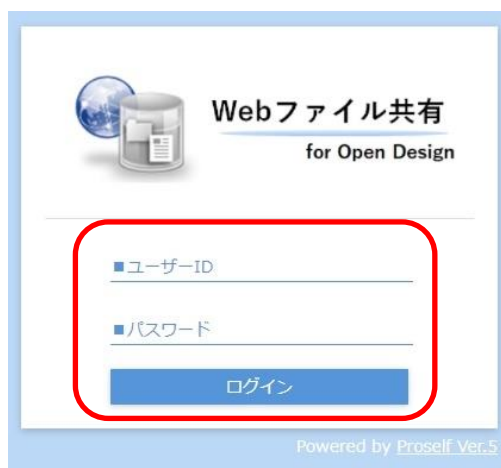 Webファイル共有
for Open Design
■ユーザーID
■パスワード
ログイン
Powered by Proself Ver.5